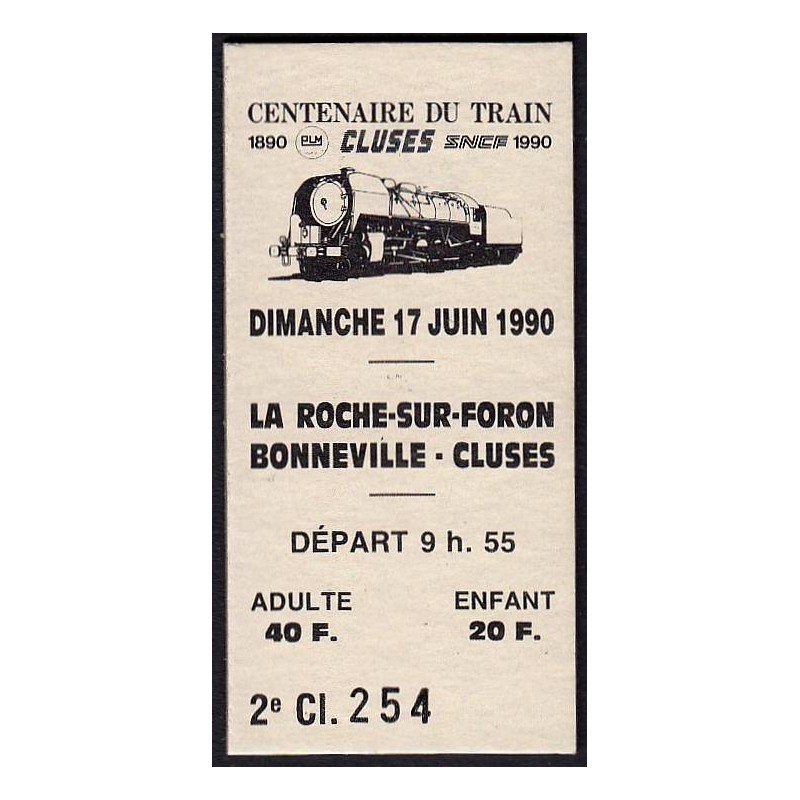 CENTENAIRE DU TRAIN
1890 PLM CLUSES SNCF 1990
DIMANCHE 17 JUIN 1990
LA ROCHE-SUR-FORON
BONNEVILLE - CLUSES
DÉPART 9 h. 55
ADULTE ENFANT
40 F. 20 F.
2e Cl. 254